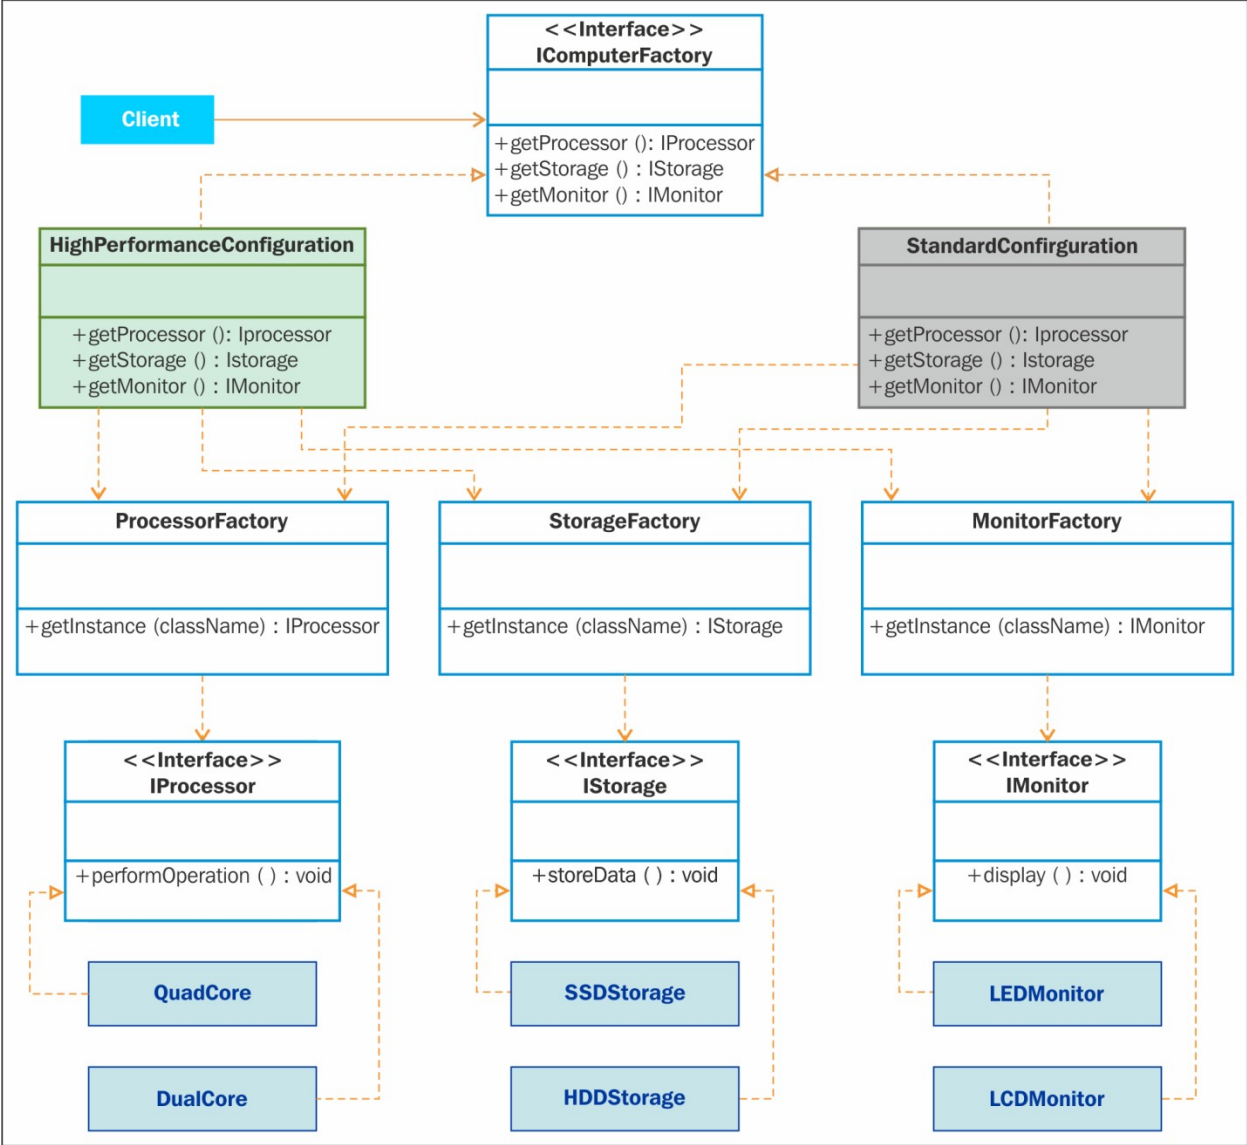 <<Interface>>
IComputerFactory
Client
+getProcessor (): IProcessor
+getStorage () : IStorage
+getMonitor () : IMonitor
HighPerformanceConfiguration
+getProcessor (): Iprocessor
+getStorage () : Istorage
+getMonitor () : IMonitor
StandardConfirguration
+getProcessor (): Iprocessor
+getStorage () : Istorage
+getMonitor () : IMonitor
ProcessorFactory
+getInstance (className) : IProcessor
StorageFactory
+getInstance (className) : IStorage
MonitorFactory
+getInstance (className) : IMonitor
<<Interface>>
IProcessor
+performOperation ( ) : void
<<Interface>>
IStorage
+storeData ( ) : void
<<Interface>>
IMonitor
+display ( ) : void
QuadCore
SSDStorage
LEDMonitor
DualCore
HDDStorage
LCDMonitor